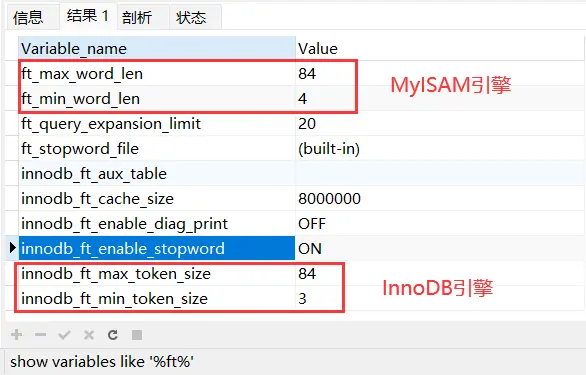 信息 结果 1 剖析 状态
Variable_name Value
ft_max_word_len 84
ft_min_word_len 4
MyISAM引擎
ft_query_expansion_limit 20
ft_stopword_file (built-in)
innodb_ft_aux_table
innodb_ft_cache_size 8000000
innodb_ft_enable_diag_print OFF
innodb_ft_enable_stopword ON
innodb_ft_max_token_size 84
innodb_ft_min_token_size 3
InnoDB引擎
show variables like '%ft%'